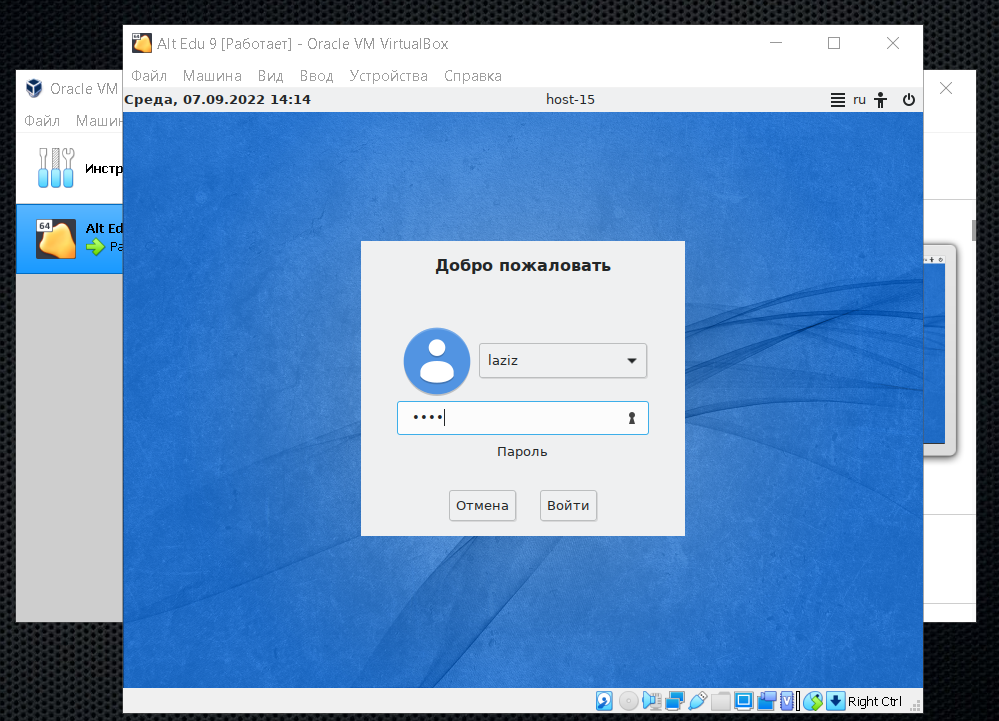 Alt Edu 9 [Работает] - Oracle VM VirtualBox
Файл Машина Вид Ввод Устройства Справка
Среда, 07.09.2022 14:14 host-15 ru
Oracle VM
Файл Машин
Инстр
64
Alt Ed
Ра
Добро пожаловать
laziz
Пароль
Отмена Войти
Right Ctrl